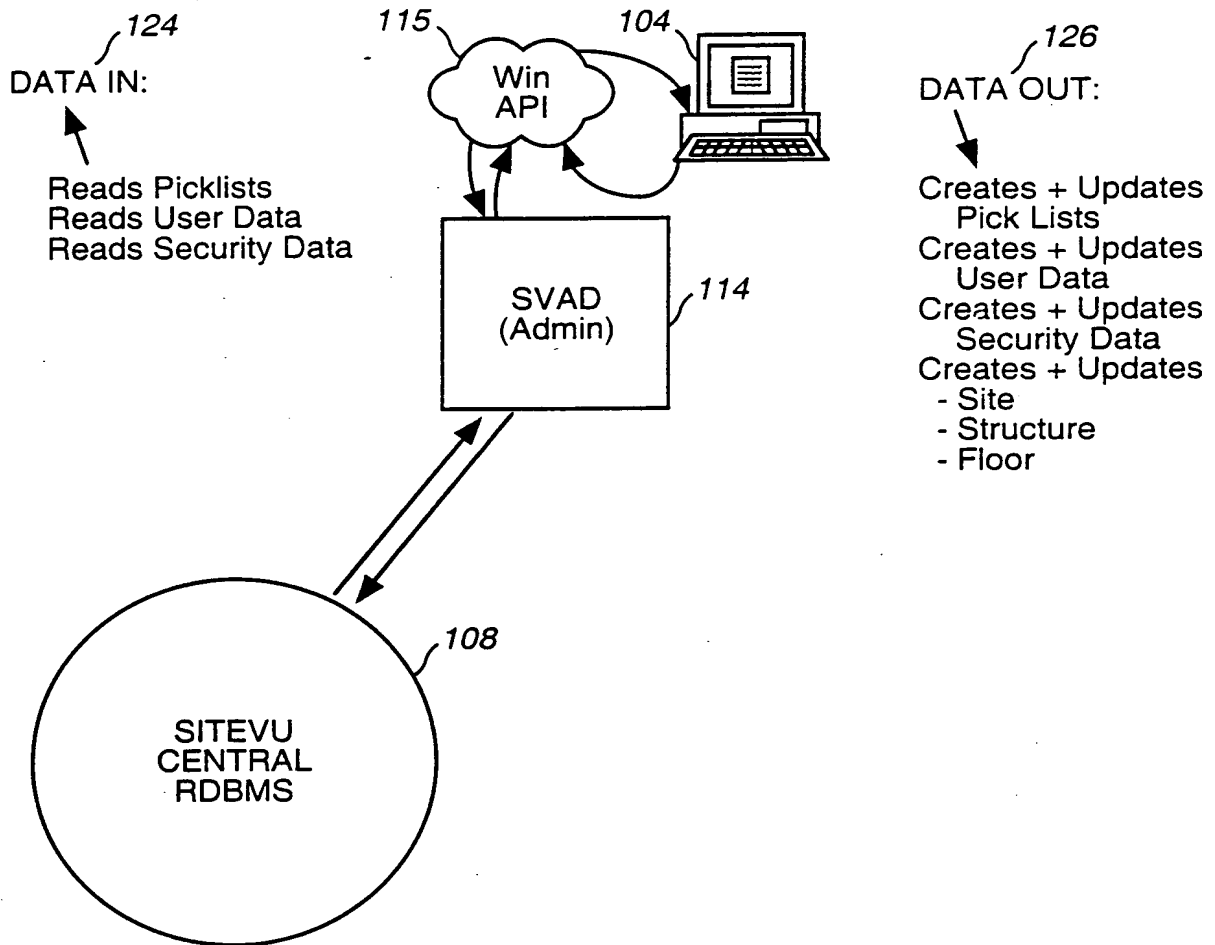 124
DATA IN:
Reads Picklists
Reads User Data
Reads Security Data
115
Win
API
104
126
DATA OUT:
Creates + Updates
Pick Lists
Creates + Updates
User Data
Creates + Updates
Security Data
Creates + Updates
- Site
- Structure
- Floor
SVAD
(Admin)
114
108
SITEVU
CENTRAL
RDBMS